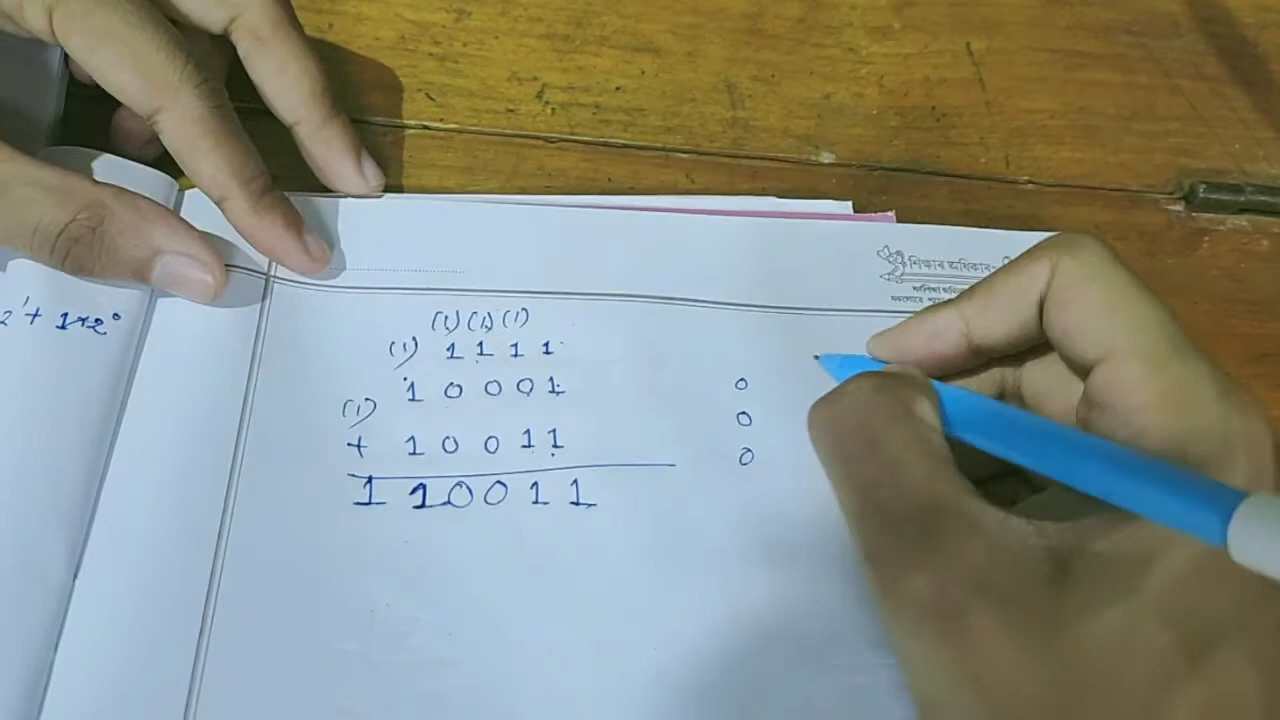 শিক্ষাৰ অধিকাৰ
2¹ + 1×2⁰
(1) (1) (1)
(1) 1 1 1 1
1 0 0 0 1
(1)
+ 1 0 0 1 1
1 1 0 0 1 1
0
0
0